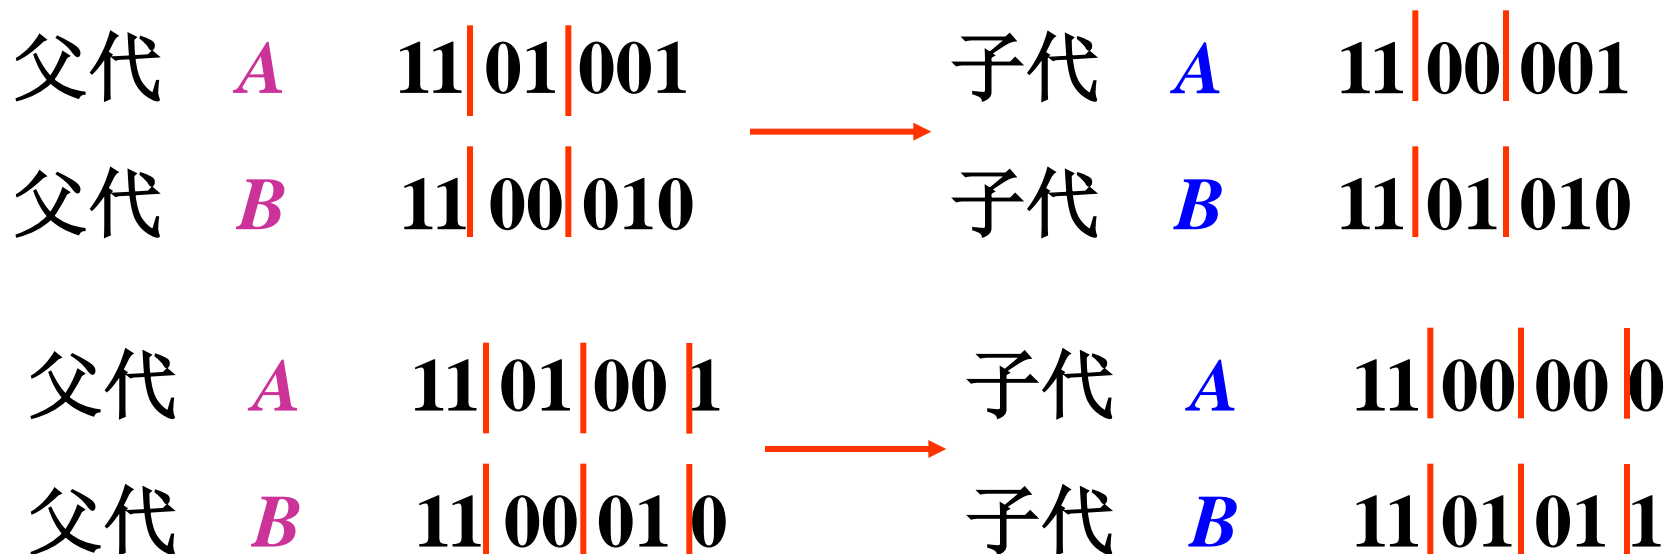 父代 A 11 01 001 子代 A 11 00 001
父代 B 11 00 010 子代 B 11 01 010
父代 A 11 01 00 1 子代 A 11 00 00 0
父代 B 11 00 01 0 子代 B 11 01 01 1